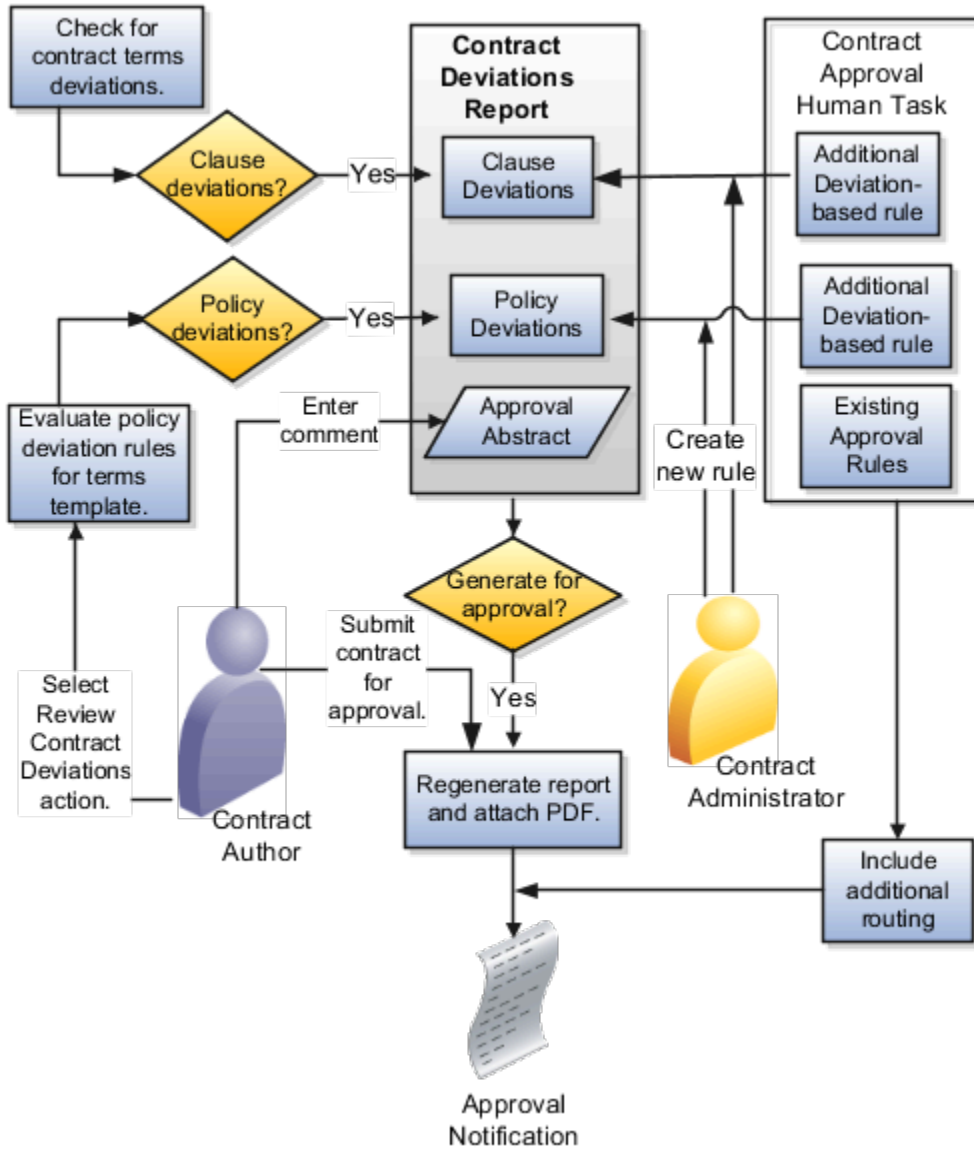 Check for
contract terms
deviations.
Contract
Deviations
Report
Contract
Approval
Human Task
Clause
deviations?
Yes
Clause
Deviations
Additional
Deviation-
based rule
Policy
deviations?
Yes
Policy
Deviations
Additional
Deviation-
based rule
Evaluate policy
deviation rules
for terms
template.
Enter
comment
Approval
Abstract
Create
new rule
Existing
Approval
Rules
Generate for
approval?
Submit
contract
for
approval.
Yes
Select
Review
Contract
Deviations
action.
Contract
Author
Regenerate report
and attach PDF.
Contract
Administrator
Include
additional
routing
Approval
Notification